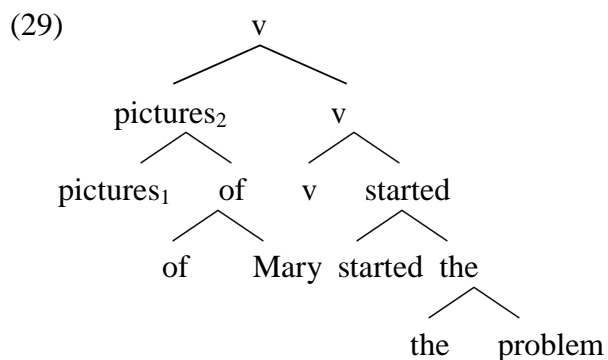 (29) v
pictures₂ v
pictures₁ of v started
of Mary started the
the problem